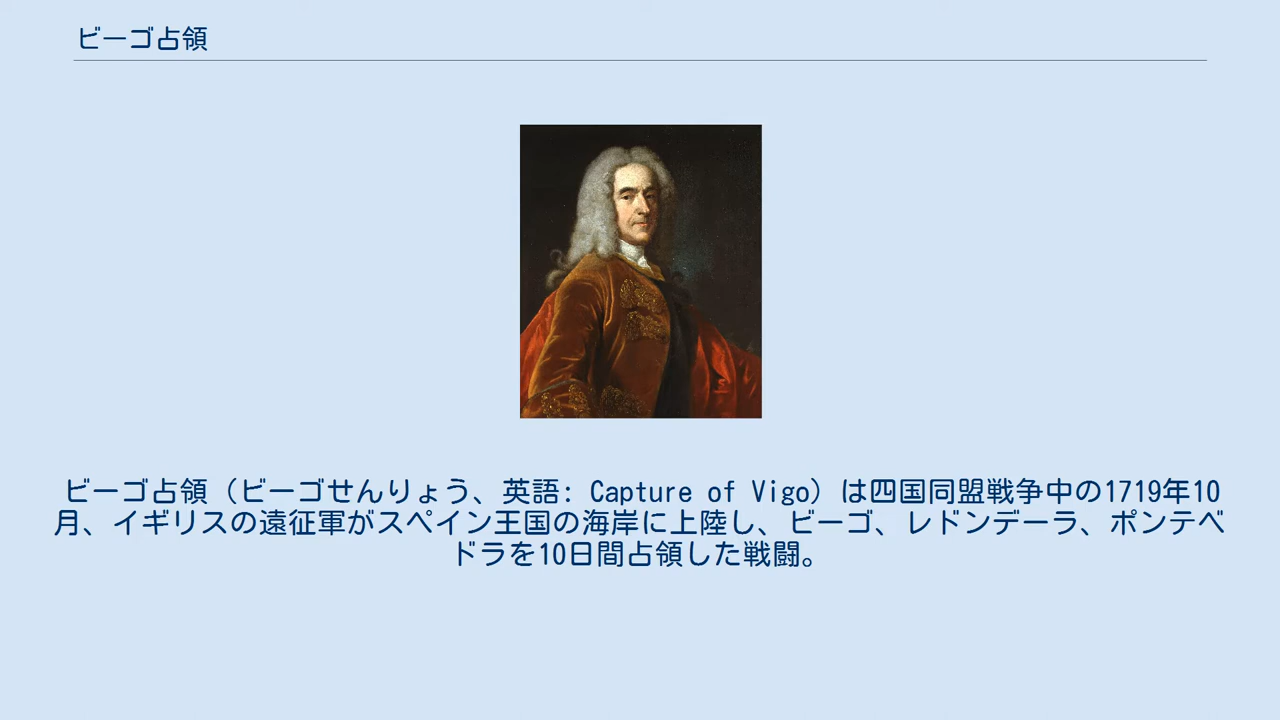 ビーゴ占領
ビーゴ占領（ビーゴせんりょう、英語: Capture of Vigo）は四国同盟戦争中の1719年10
月、イギリスの遠征軍がスペイン王国の海岸に上陸し、ビーゴ、レドンデーラ、ポンテベ
ドラを10日間占領した戦闘。